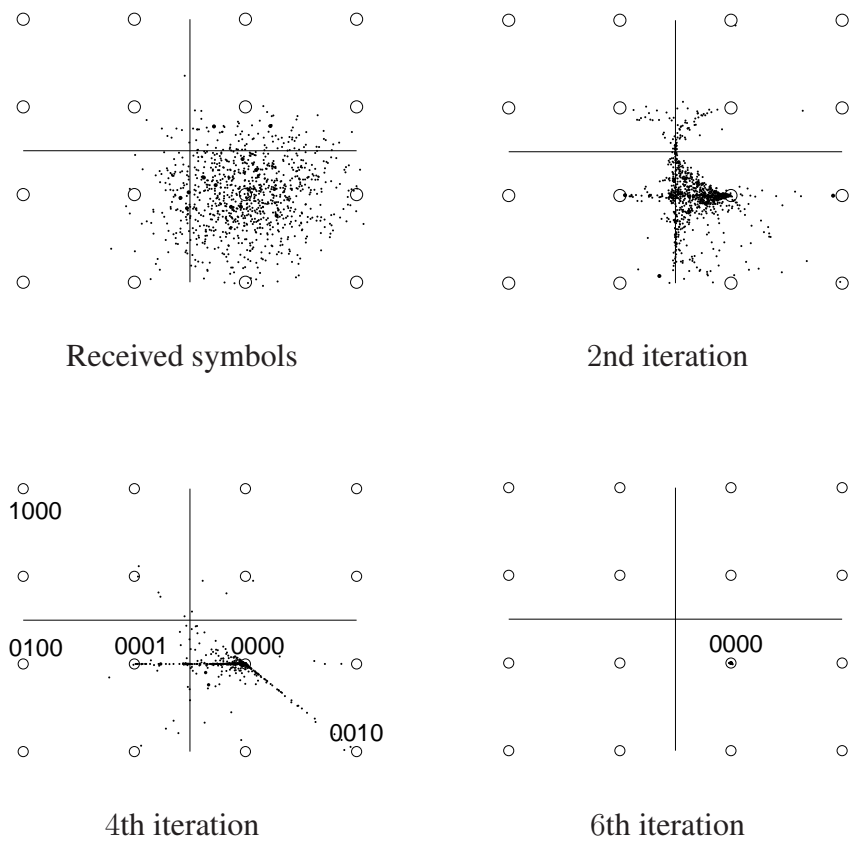 Received symbols
2nd iteration
1000
0100 0001 0000
0010
0000
4th iteration
6th iteration